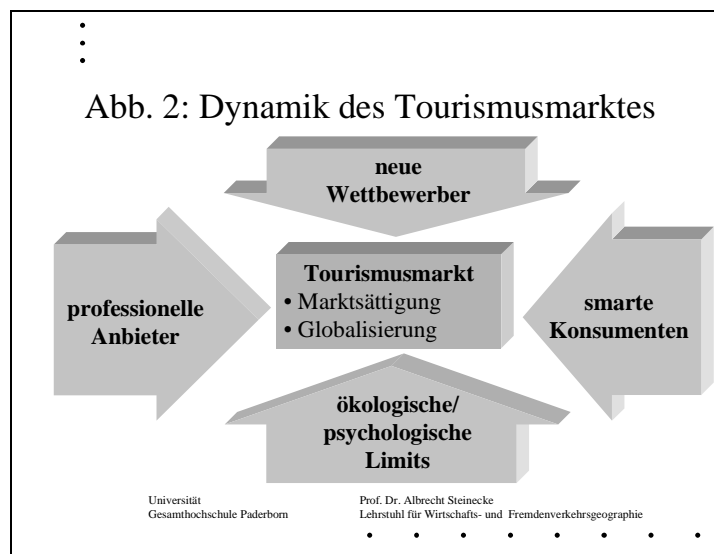 Abb. 2: Dynamik des Tourismusmarktes
neue
Wettbewerber
professionelle
Anbieter
Tourismusmarkt
• Marktsättigung
• Globalisierung
smarte
Konsumenten
ökologische/
psychologische
Limits
Universität
Gesamthochschule Paderborn
Prof. Dr. Albrecht Steinecke
Lehrstuhl für Wirtschafts- und Fremdenverkehrsgeographie